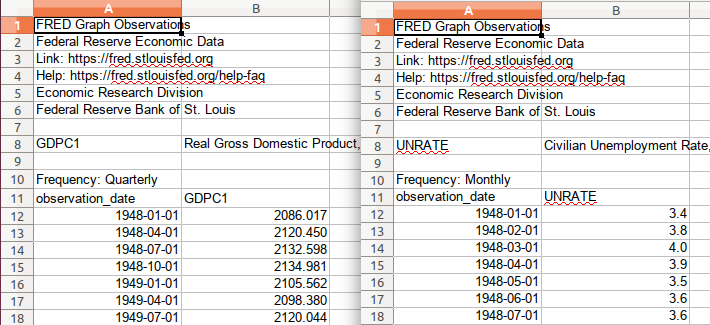 A B
1 FRED Graph Observations
2 Federal Reserve Economic Data
3 Link: https://fred.stlouisfed.org
4 Help: https://fred.stlouisfed.org/help-faq
5 Economic Research Division
6 Federal Reserve Bank of St. Louis
7
8 GDPC1 Real Gross Domestic Product,
9
10 Frequency: Quarterly
11 observation_date GDPC1
12 1948-01-01 2086.017
13 1948-04-01 2120.450
14 1948-07-01 2132.598
15 1948-10-01 2134.981
16 1949-01-01 2105.562
17 1949-04-01 2098.380
18 1949-07-01 2120.044
A B
1 FRED Graph Observations
2 Federal Reserve Economic Data
3 Link: https://fred.stlouisfed.org
4 Help: https://fred.stlouisfed.org/help-faq
5 Economic Research Division
6 Federal Reserve Bank of St. Louis
7
8 UNRATE Civilian Unemployment Rate,
9
10 Frequency: Monthly
11 observation_date UNRATE
12 1948-01-01 3.4
13 1948-02-01 3.8
14 1948-03-01 4.0
15 1948-04-01 3.9
16 1948-05-01 3.5
17 1948-06-01 3.6
18 1948-07-01 3.6